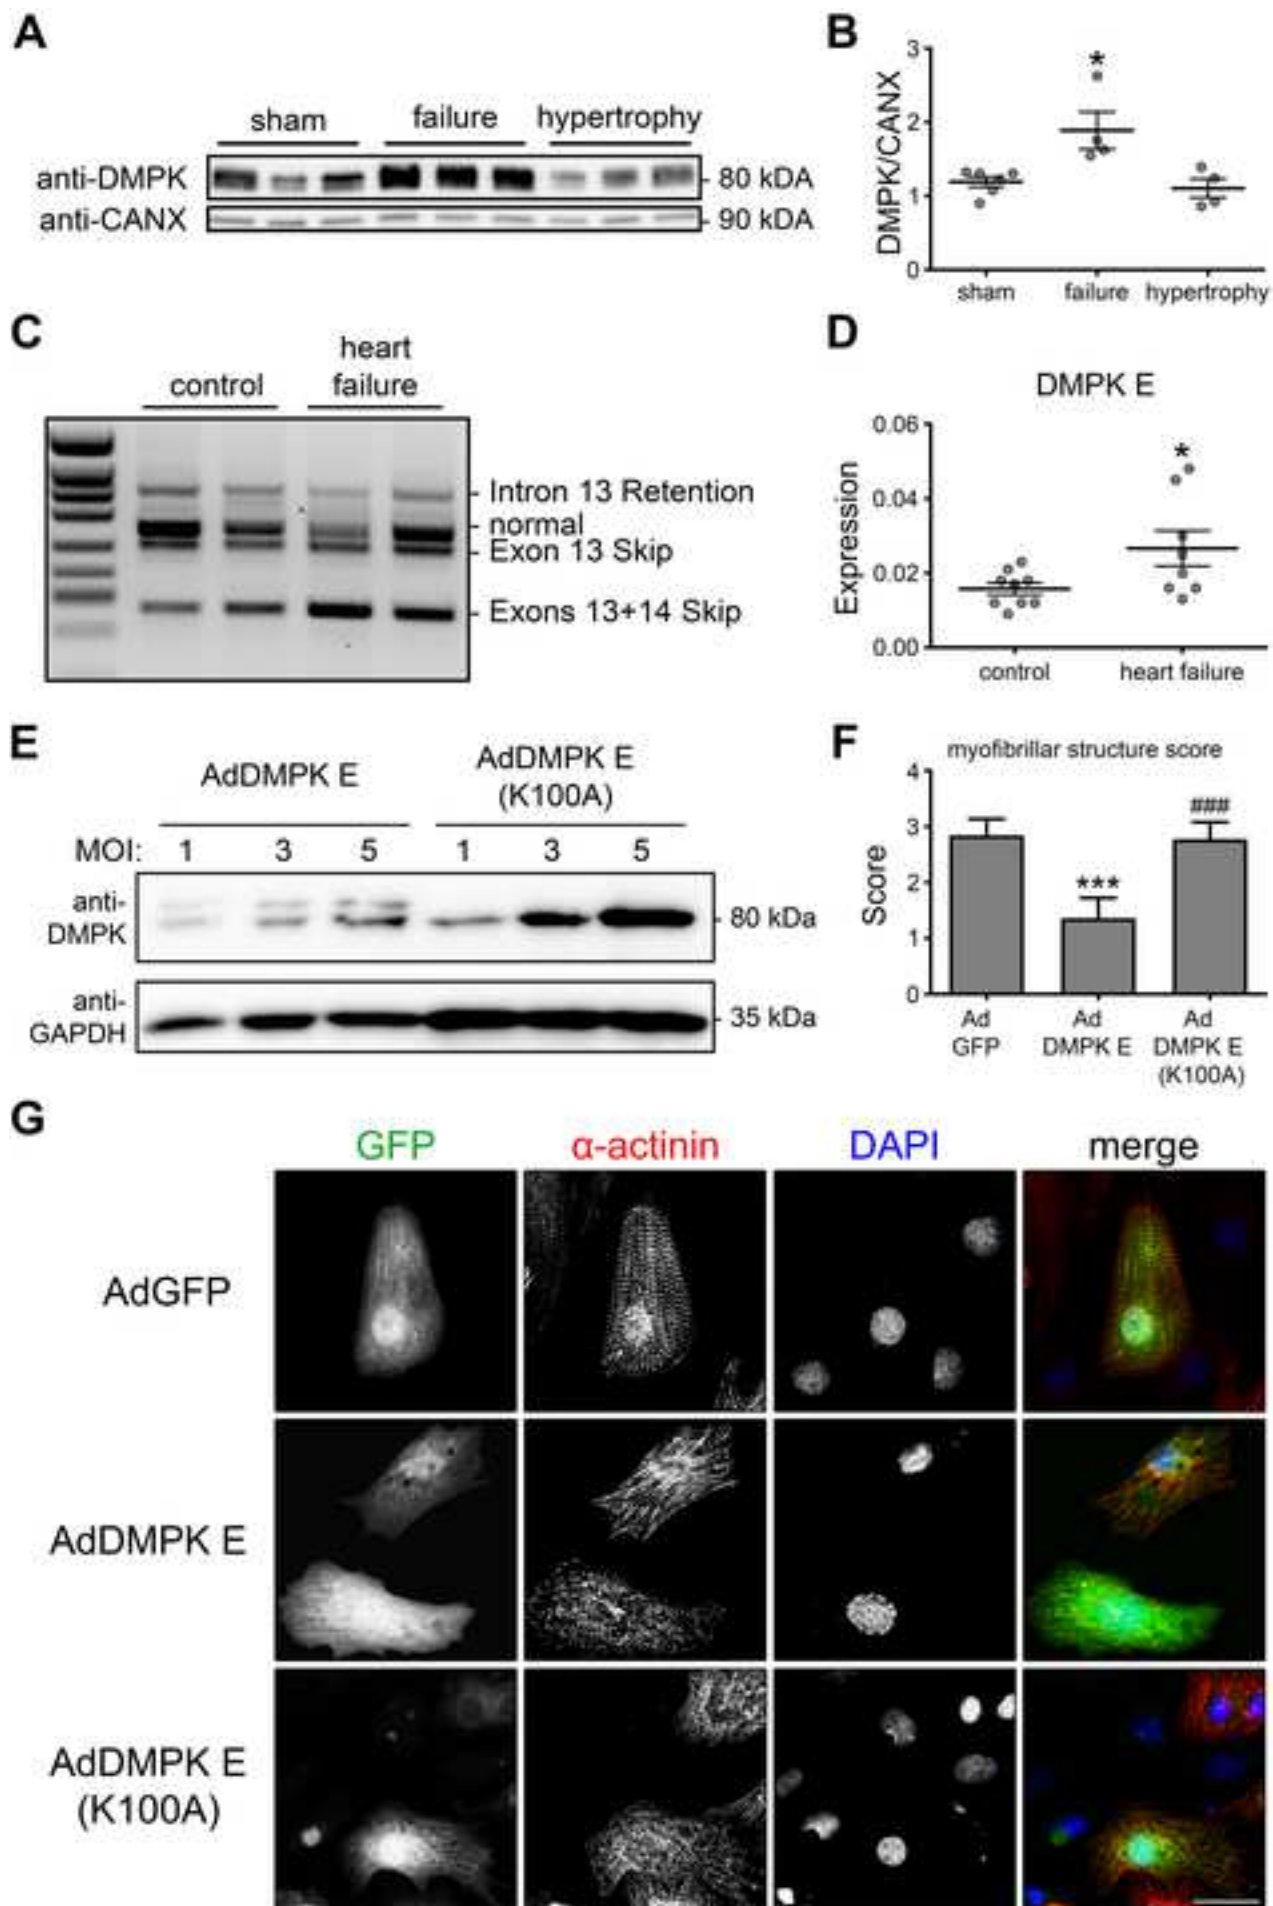 A
sham failure hypertrophy
anti-DMPK - 80 kDA
anti-CANX - 90 kDA
B
DMPK/CANX
3
2
1
0
*
sham failure hypertrophy
C
control heart
failure
- Intron 13 Retention
- normal
- Exon 13 Skip
- Exons 13+14 Skip
D
DMPK E
Expression
0.06
0.04
0.02
0.00
*
control heart failure
E
AdDMPK E AdDMPK E
(K100A)
MOI: 1 3 5 1 3 5
anti-
DMPK - 80 kDa
anti-
GAPDH - 35 kDa
F
myofibrillar structure score
Score
4
3
2
1
0
*** ###
Ad
GFP
Ad
DMPK E
Ad
DMPK E
(K100A)
G
GFP α-actinin DAPI merge
AdGFP
AdDMPK E
AdDMPK E
(K100A)